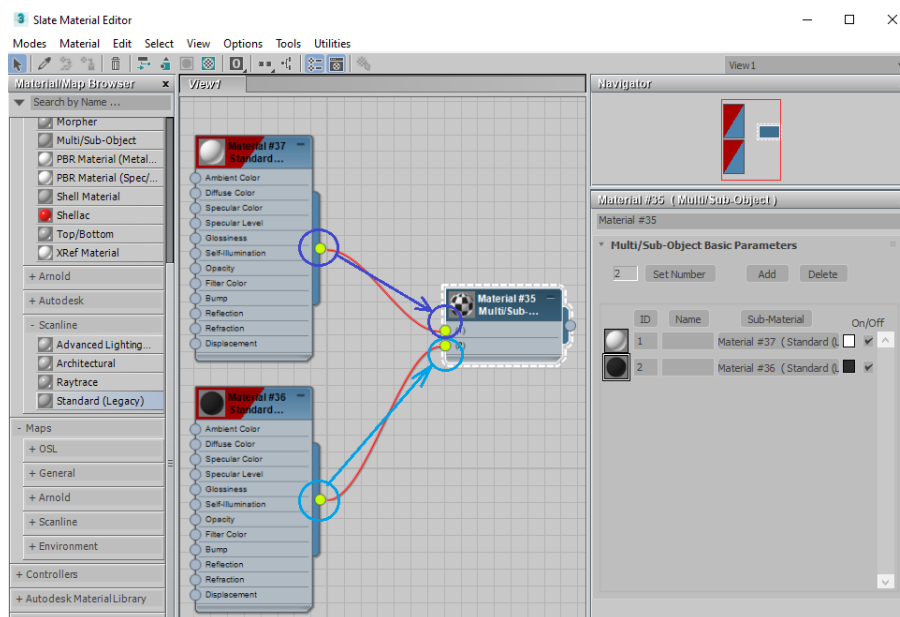 3 Slate Material Editor
Modes Material Edit Select View Options Tools Utilities
0
View1
Material/Map Browser x
Search by Name ...
Morpher
Multi/Sub-Object
PBR Material (Metal...
PBR Material (Spec/...
Shell Material
Shellac
Top/Bottom
XRef Material
+ Arnold
+ Autodesk
- Scanline
Advanced Lighting...
Architectural
Raytrace
Standard (Legacy)
- Maps
+ OSL
+ General
+ Arnold
+ Scanline
+ Environment
+ Controllers
+ Autodesk Material Library
View1
Material #37
Standard...
Ambient Color
Diffuse Color
Specular Color
Specular Level
Glossiness
Self-Illumination
Opacity
Filter Color
Bump
Reflection
Refraction
Displacement
Material #36
Standard...
Ambient Color
Diffuse Color
Specular Color
Specular Level
Glossiness
Self-Illumination
Opacity
Filter Color
Bump
Reflection
Refraction
Displacement
Material #35
Multi/Sub-...
(1)
(2)
Navigator
Material #35 ( Multi/Sub-Object )
Material #35
Multi/Sub-Object Basic Parameters
2 Set Number Add Delete
ID Name Sub-Material On/Off
1 Material #37 ( Standard (L
2 Material #36 ( Standard (L